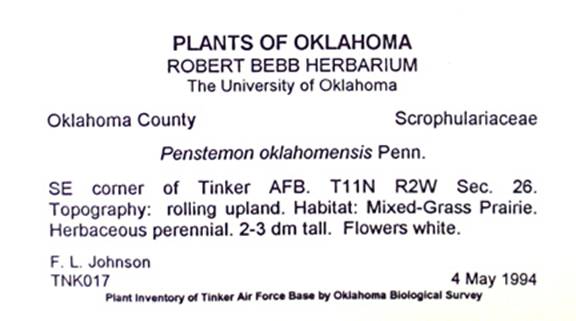 PLANTS OF OKLAHOMA
ROBERT BEBB HERBARIUM
The University of Oklahoma
Oklahoma County Scrophulariaceae
Penstemon oklahomensis Penn.
SE corner of Tinker AFB. T11N R2W Sec. 26.
Topography: rolling upland. Habitat: Mixed-Grass Prairie.
Herbaceous perennial. 2-3 dm tall. Flowers white.
F. L. Johnson
TNK017 4 May 1994
Plant Inventory of Tinker Air Force Base by Oklahoma Biological Survey